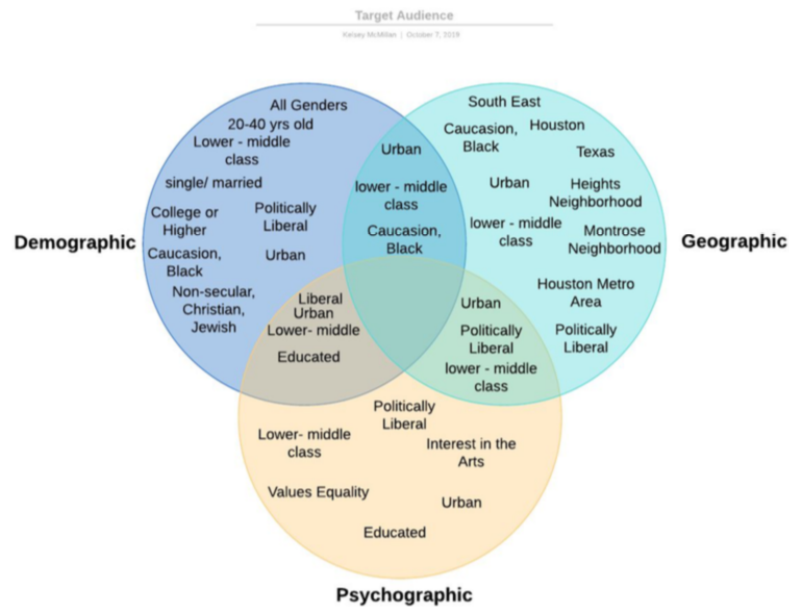 Target Audience
Kelsey McMillan | October 7, 2019
All Genders
20-40 yrs old
Lower - middle
class
single/ married
College or
Higher
Politically
Liberal
Caucasion,
Black
Urban
Non-secular,
Christian,
Jewish
Demographic
Urban
lower - middle
class
Caucasion,
Black
South East
Caucasion,
Black
Houston
Texas
Urban
Heights
Neighborhood
lower - middle
class
Montrose
Neighborhood
Houston Metro
Area
Politically
Liberal
Geographic
Liberal
Urban
Lower- middle
Educated
Urban
Politically
Liberal
lower - middle
class
Politically
Liberal
Lower- middle
class
Interest in the
Arts
Values Equality
Urban
Educated
Psychographic